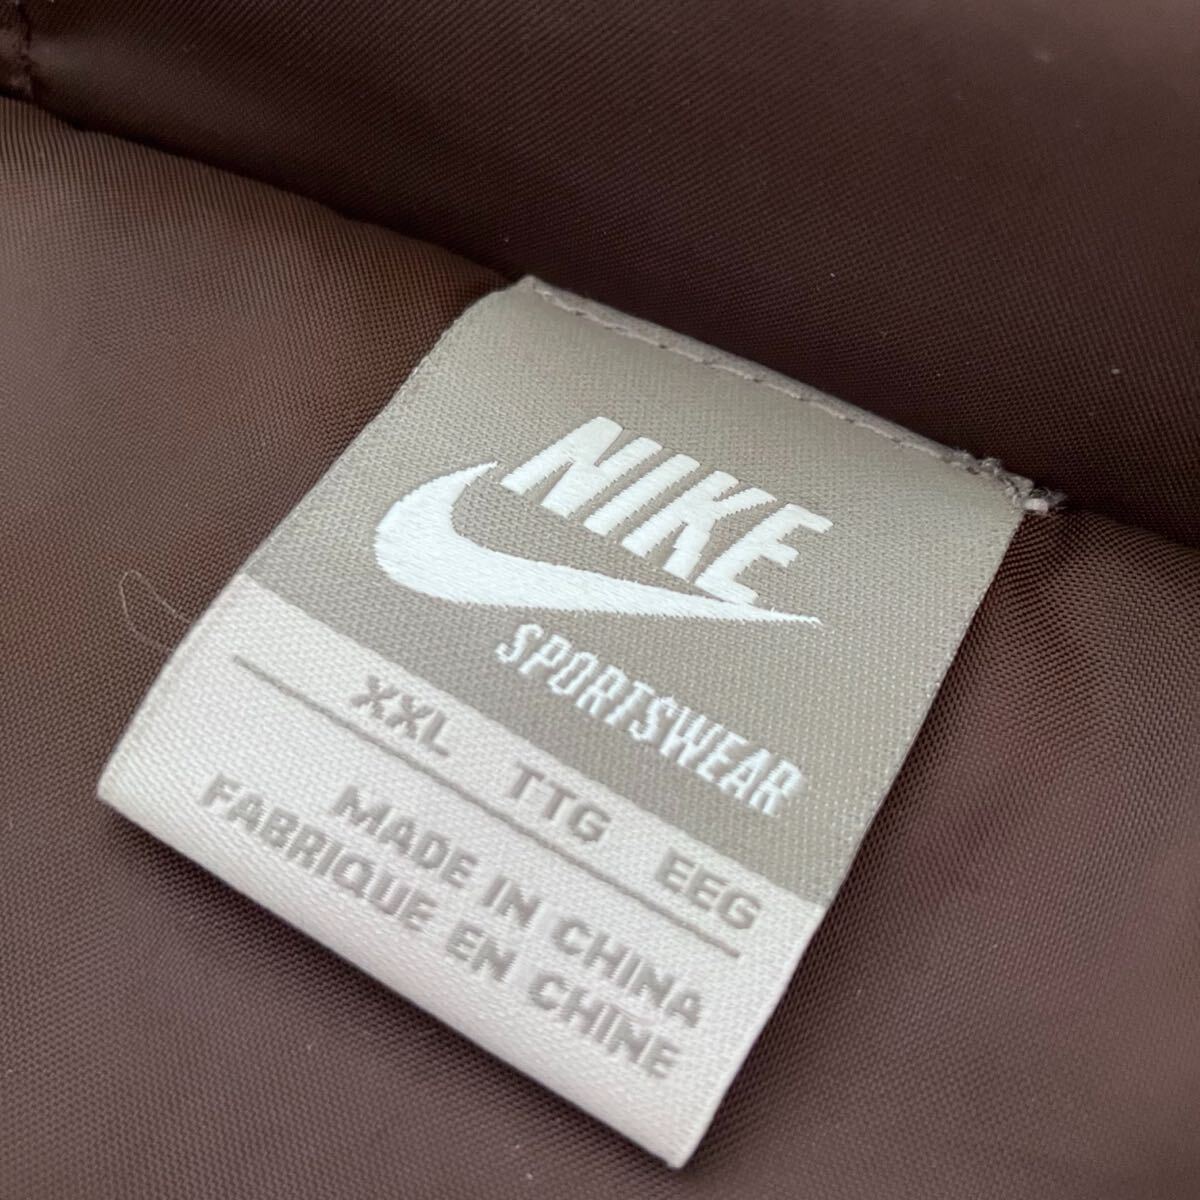 NIKE
SPORTSWEAR
XXL TTG EEG
MADE IN CHINA
FABRIQUE EN CHINE